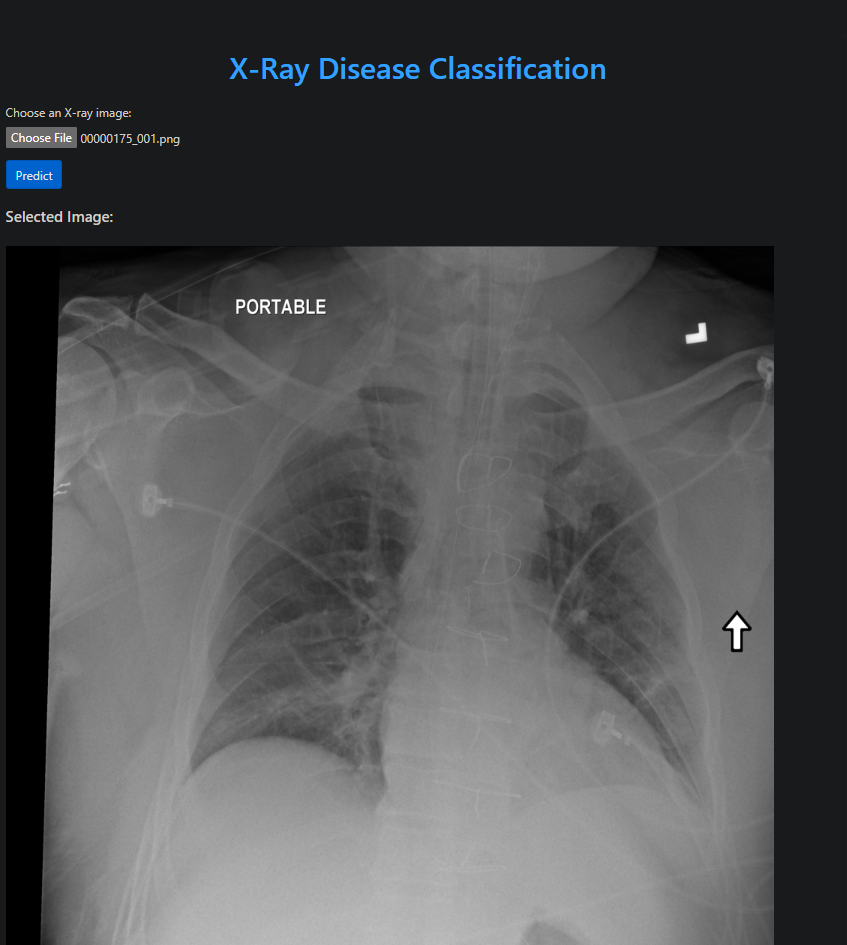 X-Ray Disease Classification
Choose an X-ray image:
Choose File 00000175_001.png
Predict
Selected Image:
PORTABLE
L